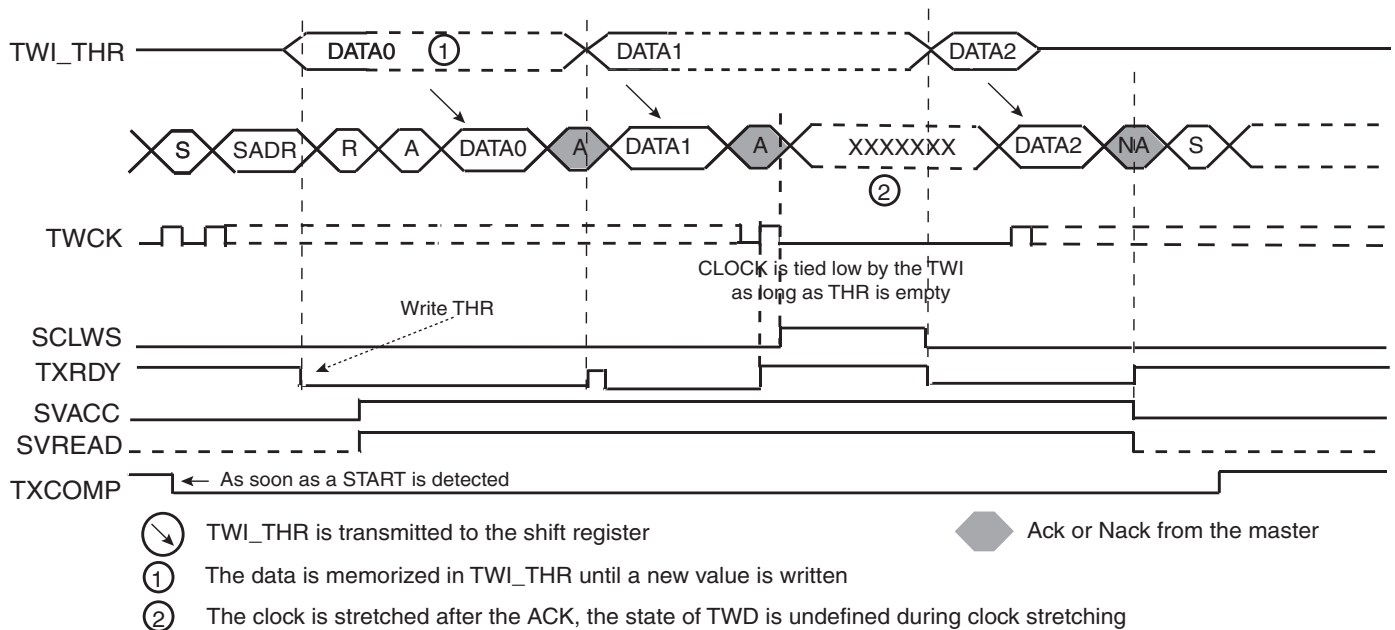 TWI_THR DATA0 1 DATA1 DATA2
S SADR R A DATA0 A DATA1 A XXXXXXX DATA2 NA S
2
TWCK
CLOCK is tied low by the TWI
as long as THR is empty
Write THR
SCLWS
TXRDY
SVACC
SVREAD
TXCOMP As soon as a START is detected
TWI_THR is transmitted to the shift register Ack or Nack from the master
1 The data is memorized in TWI_THR until a new value is written
2 The clock is stretched after the ACK, the state of TWD is undefined during clock stretching